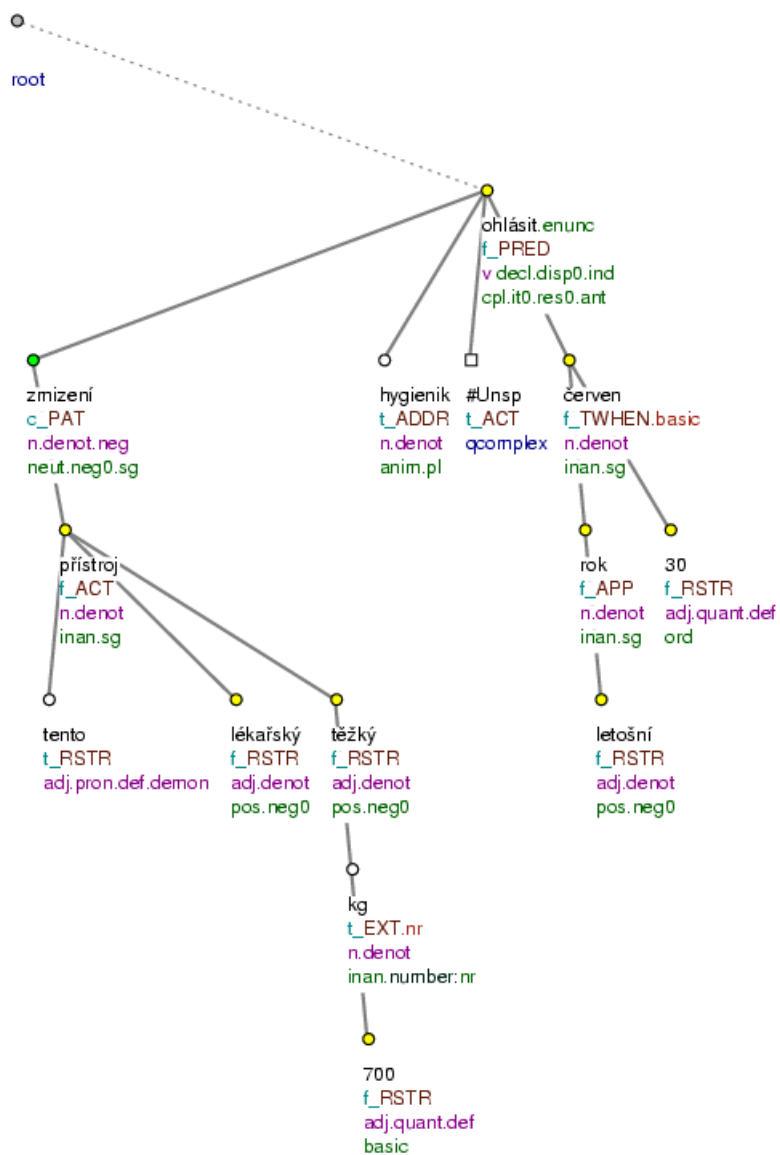 root
ohlásit.enunc
f_PRED
v decl.disp0.ind
cpl.it0.res0.ant
zmizení
c_PAT
n.denot.neg
neut.neg0.sg
hygienik
t_ADDR
n.denot
anim.pl
#Unsp
t_ACT
qcomplex
červen
f_TWHEN.basic
n.denot
inan.sg
přístroj
f_ACT
n.denot
inan.sg
rok
f_APP
n.denot
inan.sg
30
f_RSTR
adj.quant.def
ord
tento
t_RSTR
adj.pron.def.demon
lékařský
f_RSTR
adj.denot
pos.neg0
těžký
f_RSTR
adj.denot
pos.neg0
letošní
f_RSTR
adj.denot
pos.neg0
kg
t_EXT.nr
n.denot
inan.number:nr
700
f_RSTR
adj.quant.def
basic